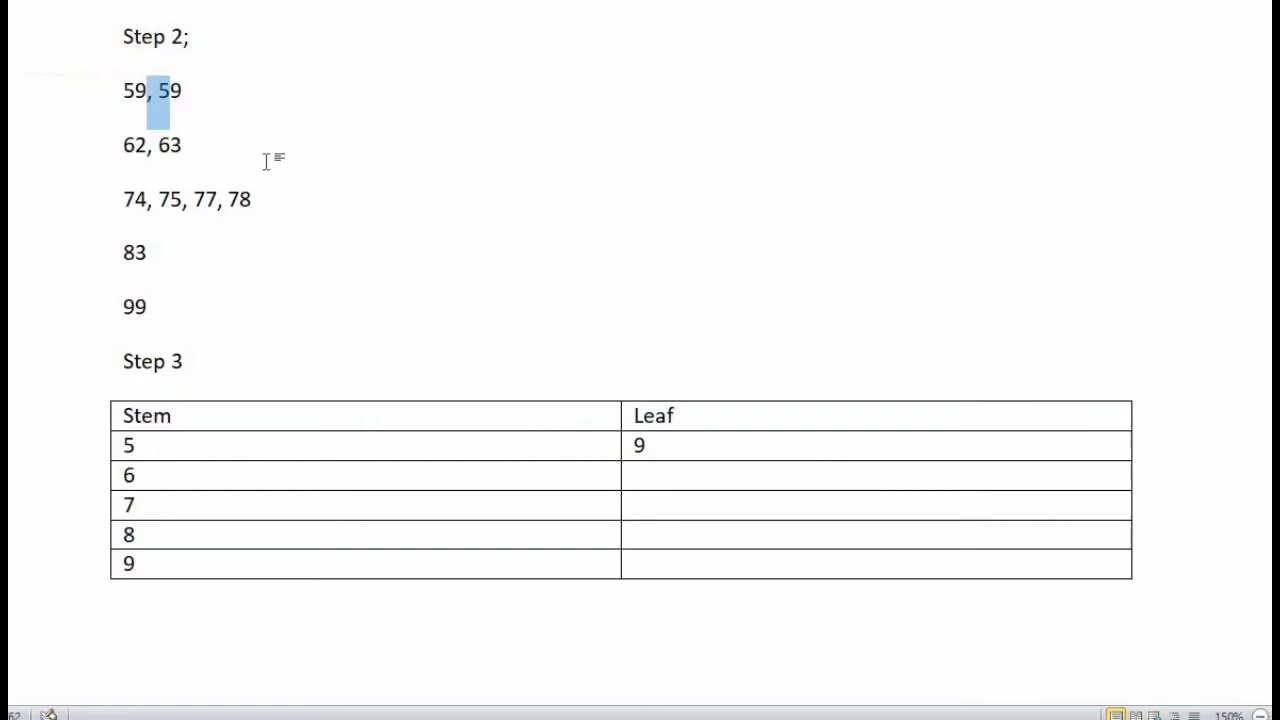 Step 2;
59, 59
62, 63
74, 75, 77, 78
83
99
Step 3
Stem Leaf
5 9
6
7
8
9
150%